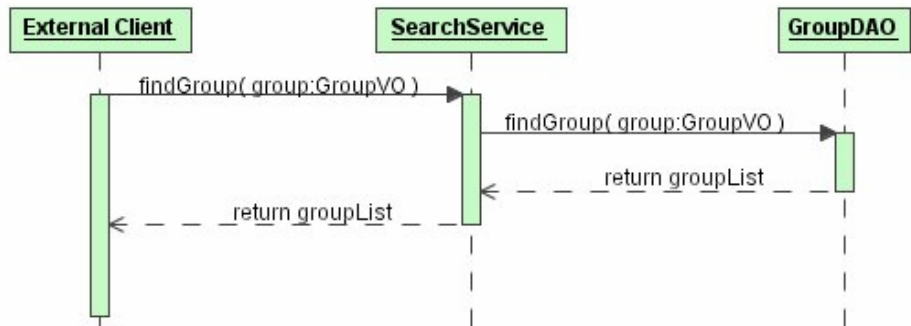 External Client
SearchService
GroupDAO
findGroup( group:GroupVO )
findGroup( group:GroupVO )
return groupList
return groupList